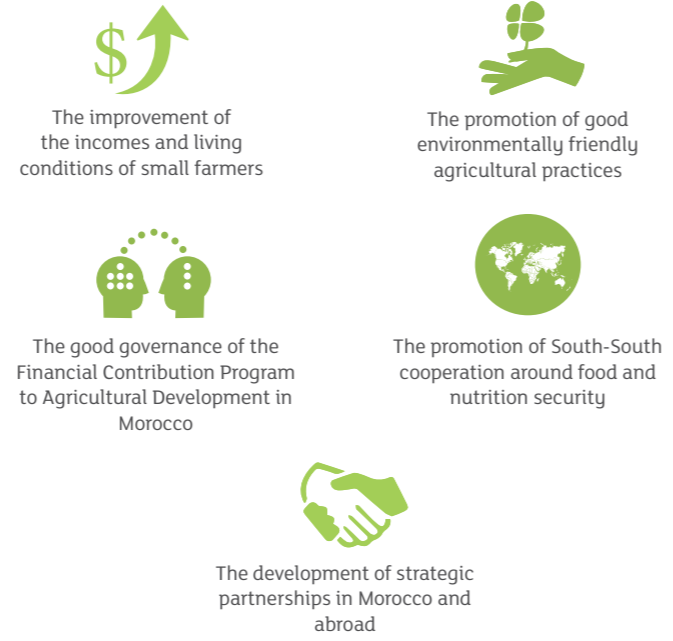 $
The improvement of
the incomes and living
conditions of small farmers
The promotion of good
environmentally friendly
agricultural practices
The good governance of the
Financial Contribution Program
to Agricultural Development in
Morocco
The promotion of South-South
cooperation around food and
nutrition security
The development of strategic
partnerships in Morocco and
abroad